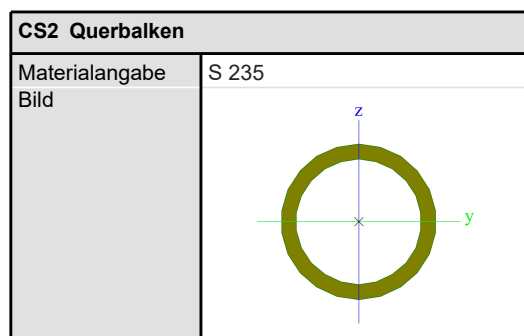 CS2 Querbalken
Materialangabe S 235
Bild
z
y